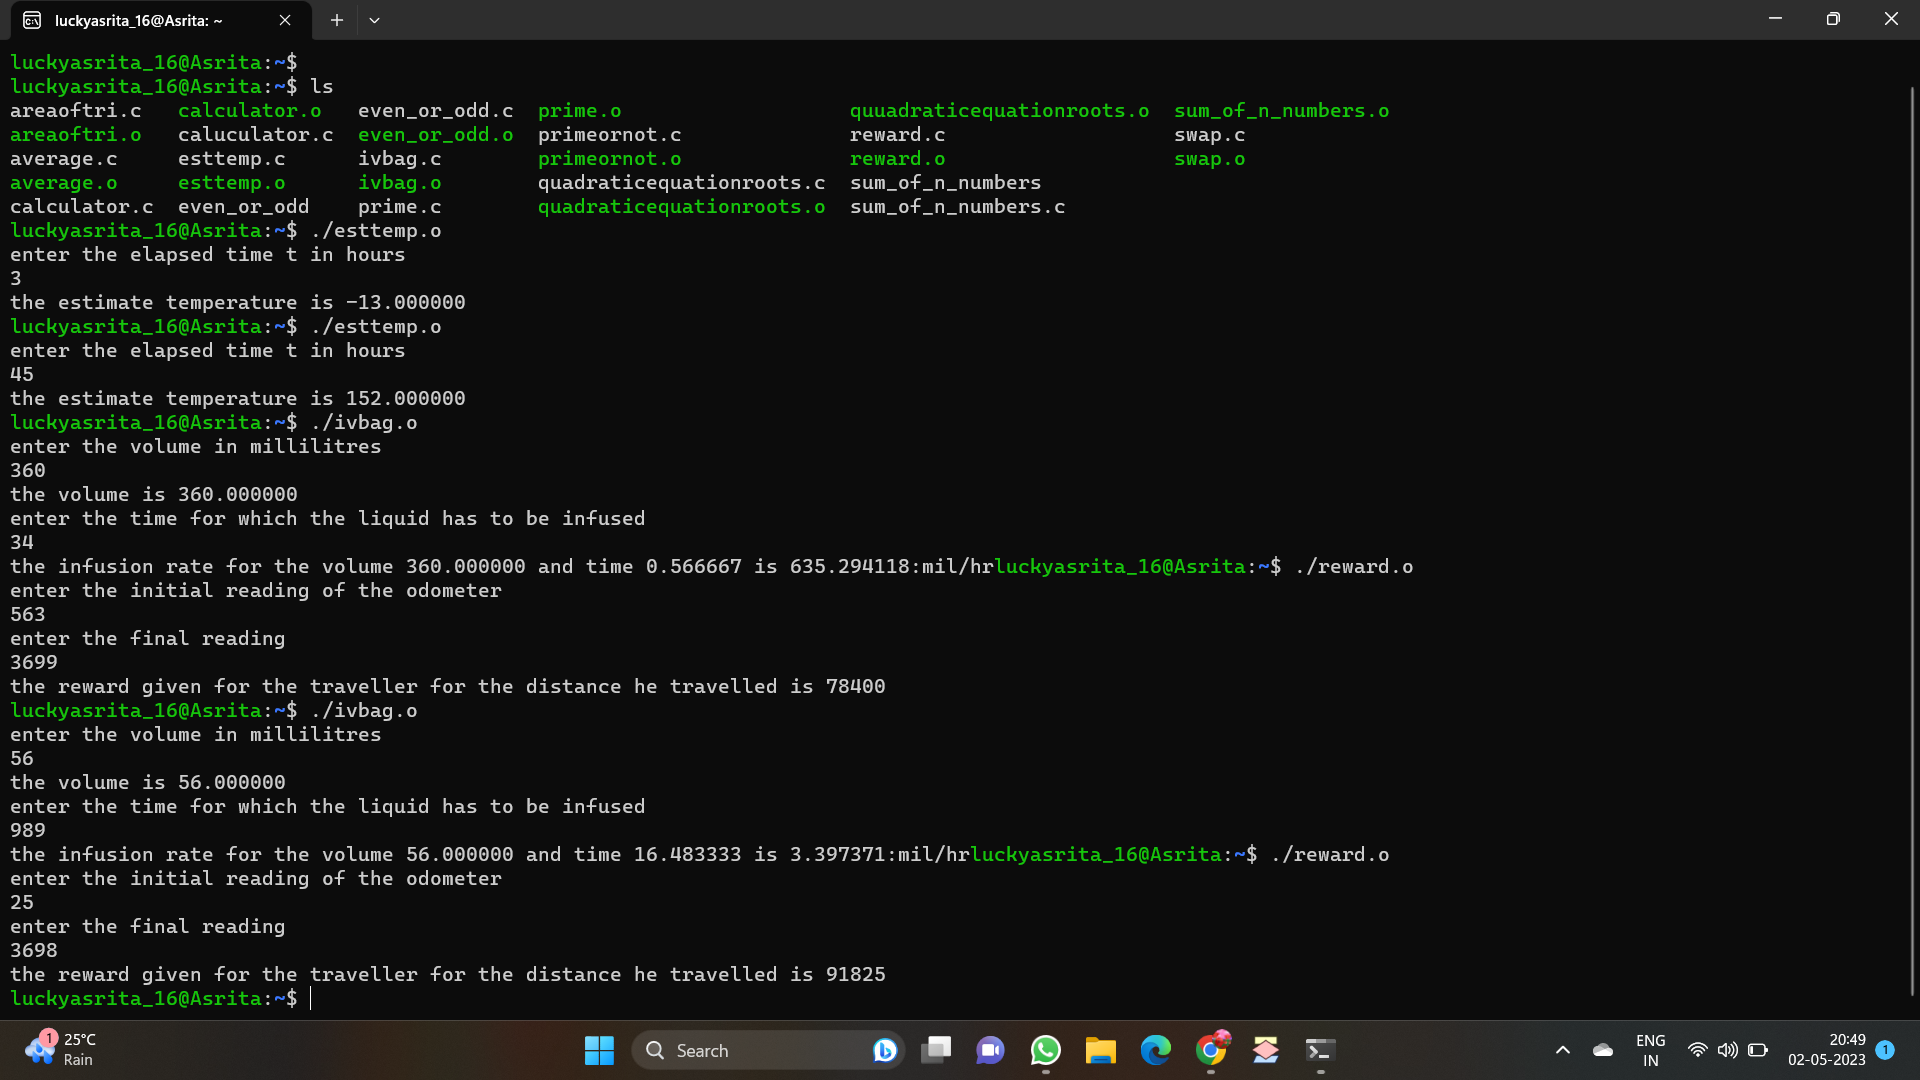 luckyasrita_16@Asrita: ~
luckyasrita_16@Asrita:~$
luckyasrita_16@Asrita:~$ ls
areaoftri.c calculator.o even_or_odd.c prime.o quuadraticequationroots.o sum_of_n_numbers.o
areaoftri.o caluculator.c even_or_odd.o primeornot.c reward.c swap.c
average.c esttemp.c ivbag.c primeornot.o reward.o swap.o
average.o esttemp.o ivbag.o quadraticequationroots.c sum_of_n_numbers
calculator.c even_or_odd prime.c quadraticequationroots.o sum_of_n_numbers.c
luckyasrita_16@Asrita:~$ ./esttemp.o
enter the elapsed time t in hours
3
the estimate temperature is -13.000000
luckyasrita_16@Asrita:~$ ./esttemp.o
enter the elapsed time t in hours
45
the estimate temperature is 152.000000
luckyasrita_16@Asrita:~$ ./ivbag.o
enter the volume in millilitres
360
the volume is 360.000000
enter the time for which the liquid has to be infused
34
the infusion rate for the volume 360.000000 and time 0.566667 is 635.294118:mil/hrluckyasrita_16@Asrita:~$ ./reward.o
enter the initial reading of the odometer
563
enter the final reading
3699
the reward given for the traveller for the distance he travelled is 78400
luckyasrita_16@Asrita:~$ ./ivbag.o
enter the volume in millilitres
56
the volume is 56.000000
enter the time for which the liquid has to be infused
989
the infusion rate for the volume 56.000000 and time 16.483333 is 3.397371:mil/hrluckyasrita_16@Asrita:~$ ./reward.o
enter the initial reading of the odometer
25
enter the final reading
3698
the reward given for the traveller for the distance he travelled is 91825
luckyasrita_16@Asrita:~$
1 25°C
Rain
Search
ENG
IN
20:49
02-05-2023
1